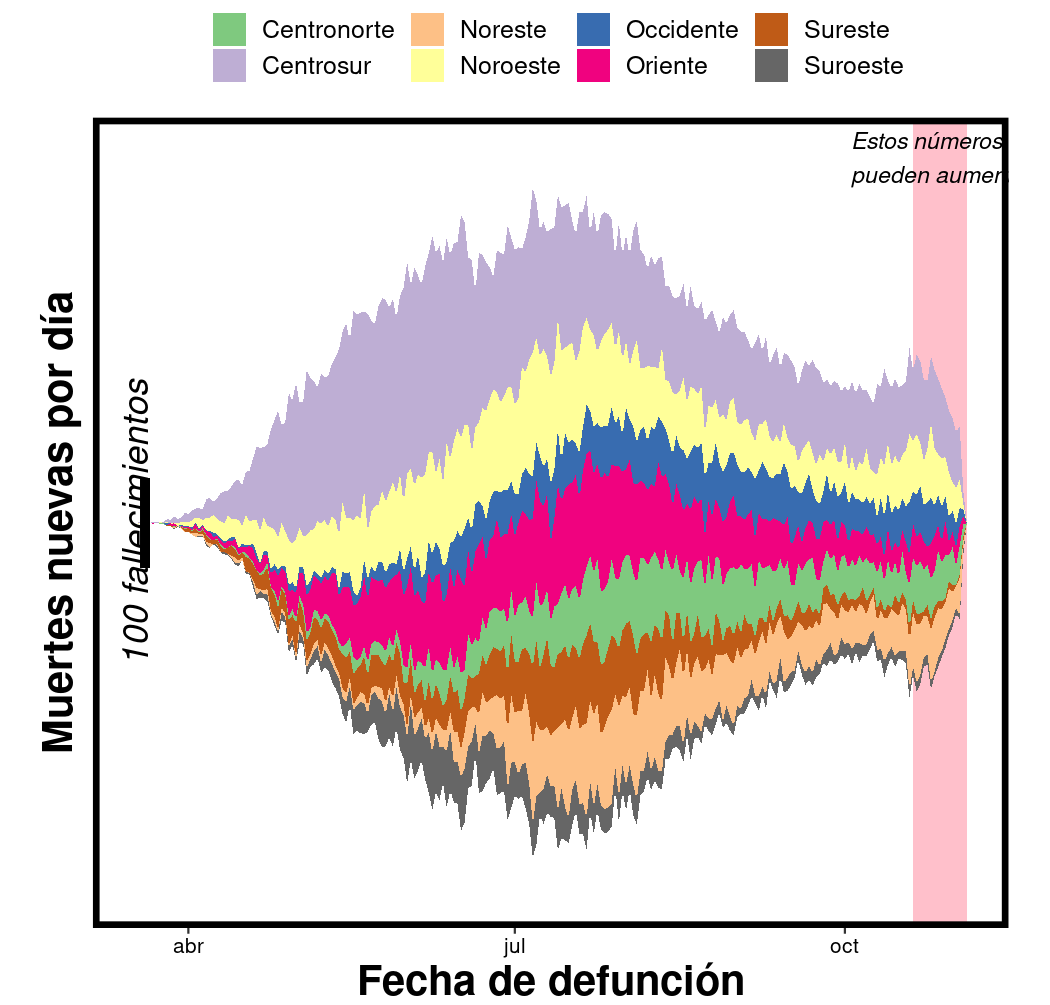 Centronorte Noreste Occidente Sureste
Centrosur Noroeste Oriente Suroeste
Estos números
pueden aumen
Muertes nuevas por día
100 fallecimientos
abr jul oct
Fecha de defunción